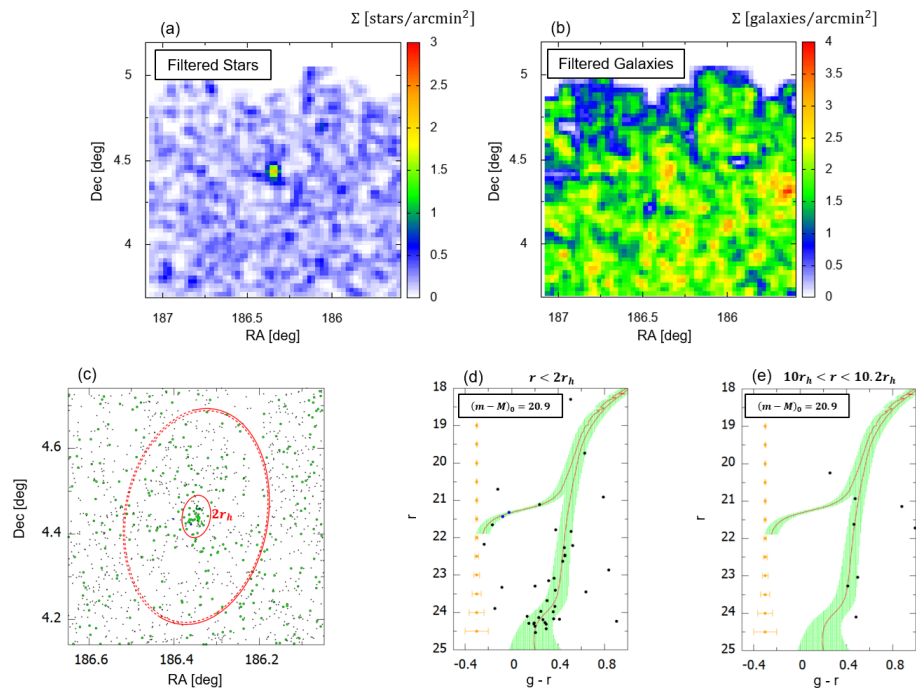 (a)
Σ [stars/arcmin²]
Filtered Stars
5
4.5
4
Dec [deg]
187
186.5
186
RA [deg]
3
2.5
2
1.5
1
0.5
0
(b)
Σ [galaxies/arcmin²]
Filtered Galaxies
5
4.5
4
Dec [deg]
187
186.5
186
RA [deg]
4
3.5
3
2.5
2
1.5
1
0.5
0
(c)
4.6
4.4
4.2
Dec [deg]
2r_h
186.6
186.4
186.2
RA [deg]
(d)
r < 2r_h
(m − M)₀ = 20.9
18
19
20
21
22
23
24
25
r
-0.4
0
0.4
0.8
g - r
(e)
10r_h < r < 10.2r_h
(m − M)₀ = 20.9
18
19
20
21
22
23
24
25
r
-0.4
0
0.4
0.8
g - r